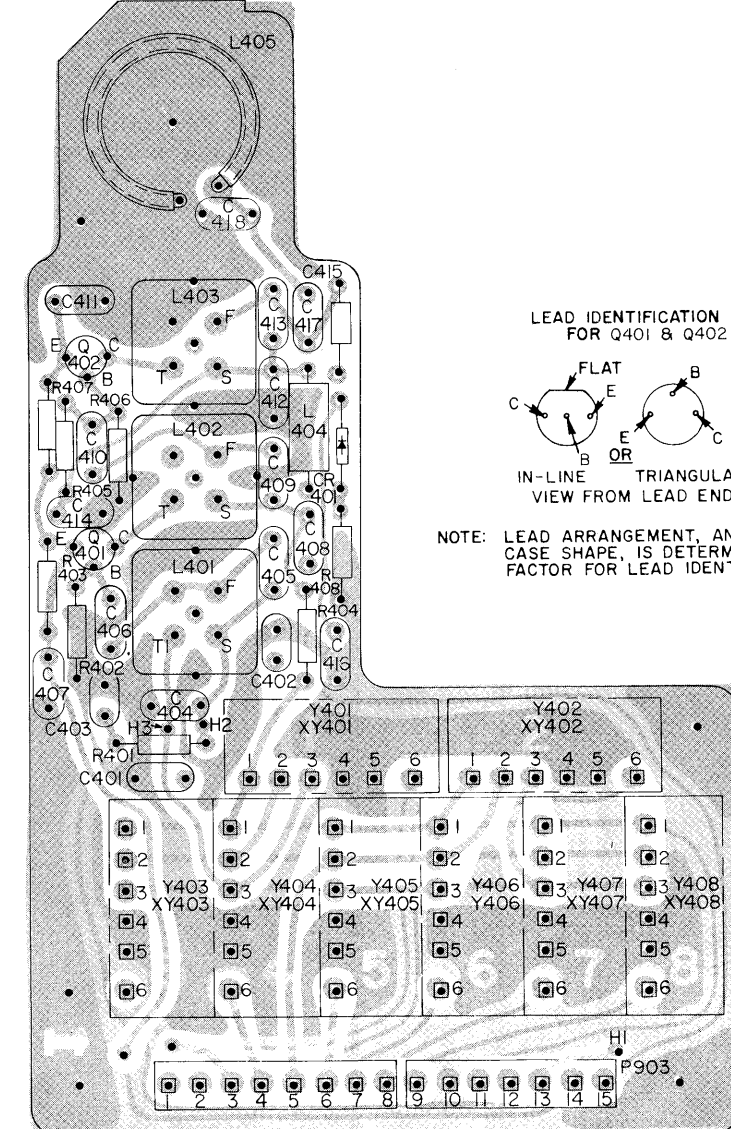 L405
C
418
C415
C411
L403
F
T
S
C
413
C
417
E
Q
402
C
B
R407
R406
C
412
L
404
L402
F
T
S
C
410
C
409
CR
401
R405
C
414
C
408
E
Q
401
C
B
R
403
L401
F
T1
S
C
405
R
408
R404
C
406
C
416
C402
R402
C
407
C403
C
404
H3
H2
R401
C401
LEAD IDENTIFICATION
FOR Q401 & Q402
FLAT
C
E
B
B
E
C
OR
IN-LINE TRIANGULA
VIEW FROM LEAD END
NOTE: LEAD ARRANGEMENT, AN
CASE SHAPE, IS DETERM
FACTOR FOR LEAD IDENT
Y401
XY401
1 2 3 4 5 6
Y402
XY402
1 2 3 4 5 6
1 1 1 1 1 1
2 2 2 2 2 2
3 Y403 3 Y404 3 Y405 3 Y406 3 Y407 3 Y408
XY403 XY404 XY405 Y406 XY407 XY408
4 4 4 4 4 4
5 5 5 5 5 5
5 6 7 8
6 6 6 6 6 6
1
H1
P903
1 2 3 4 5 6 7 8 9 10 11 12 13 14 15